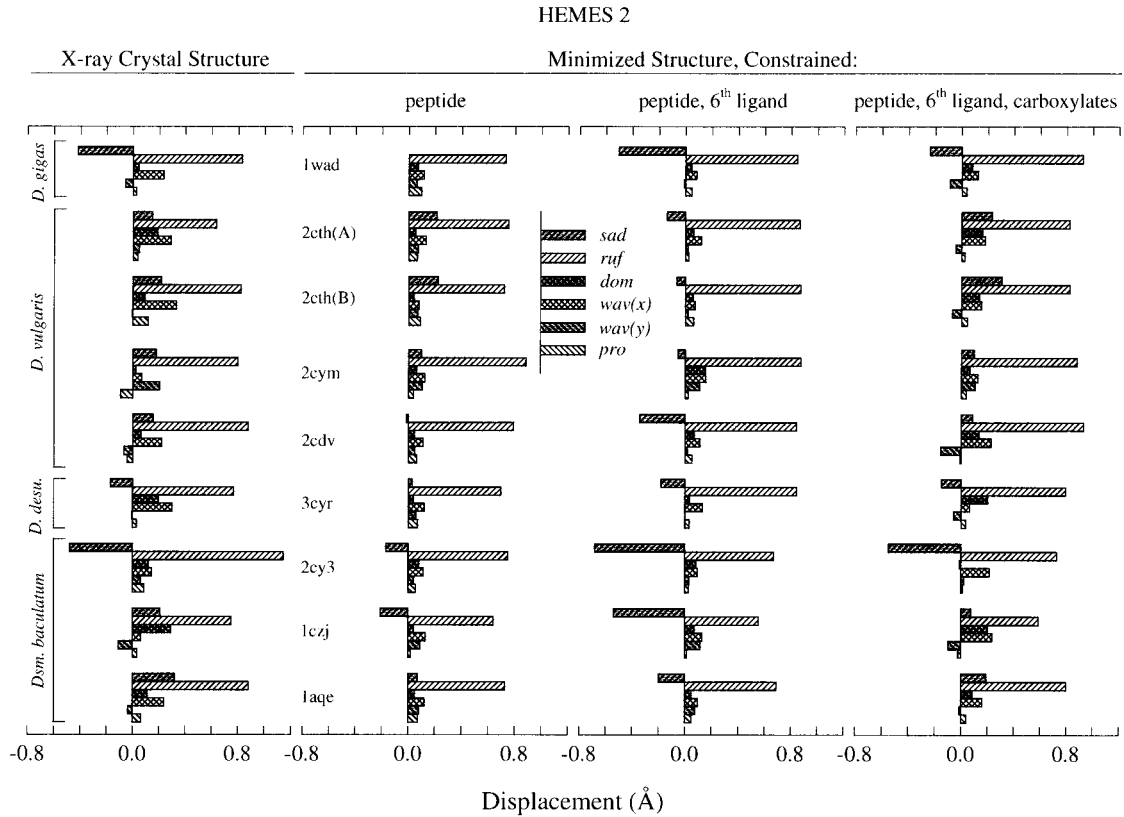 HEMES 2
X-ray Crystal Structure
Minimized Structure, Constrained:
peptide
peptide, 6th ligand
peptide, 6th ligand, carboxylates
D. gigas
D. vulgaris
D. desu.
Dsm. baculatum
1wad
2cth(A)
2cth(B)
2cym
2cdv
3cyr
2cy3
1czj
1aqe
sad
ruf
dom
wav(x)
wav(y)
pro
-0.8 0.0 0.8 -0.8 0.0 0.8 -0.8 0.0 0.8 -0.8 0.0 0.8
Displacement (Å)